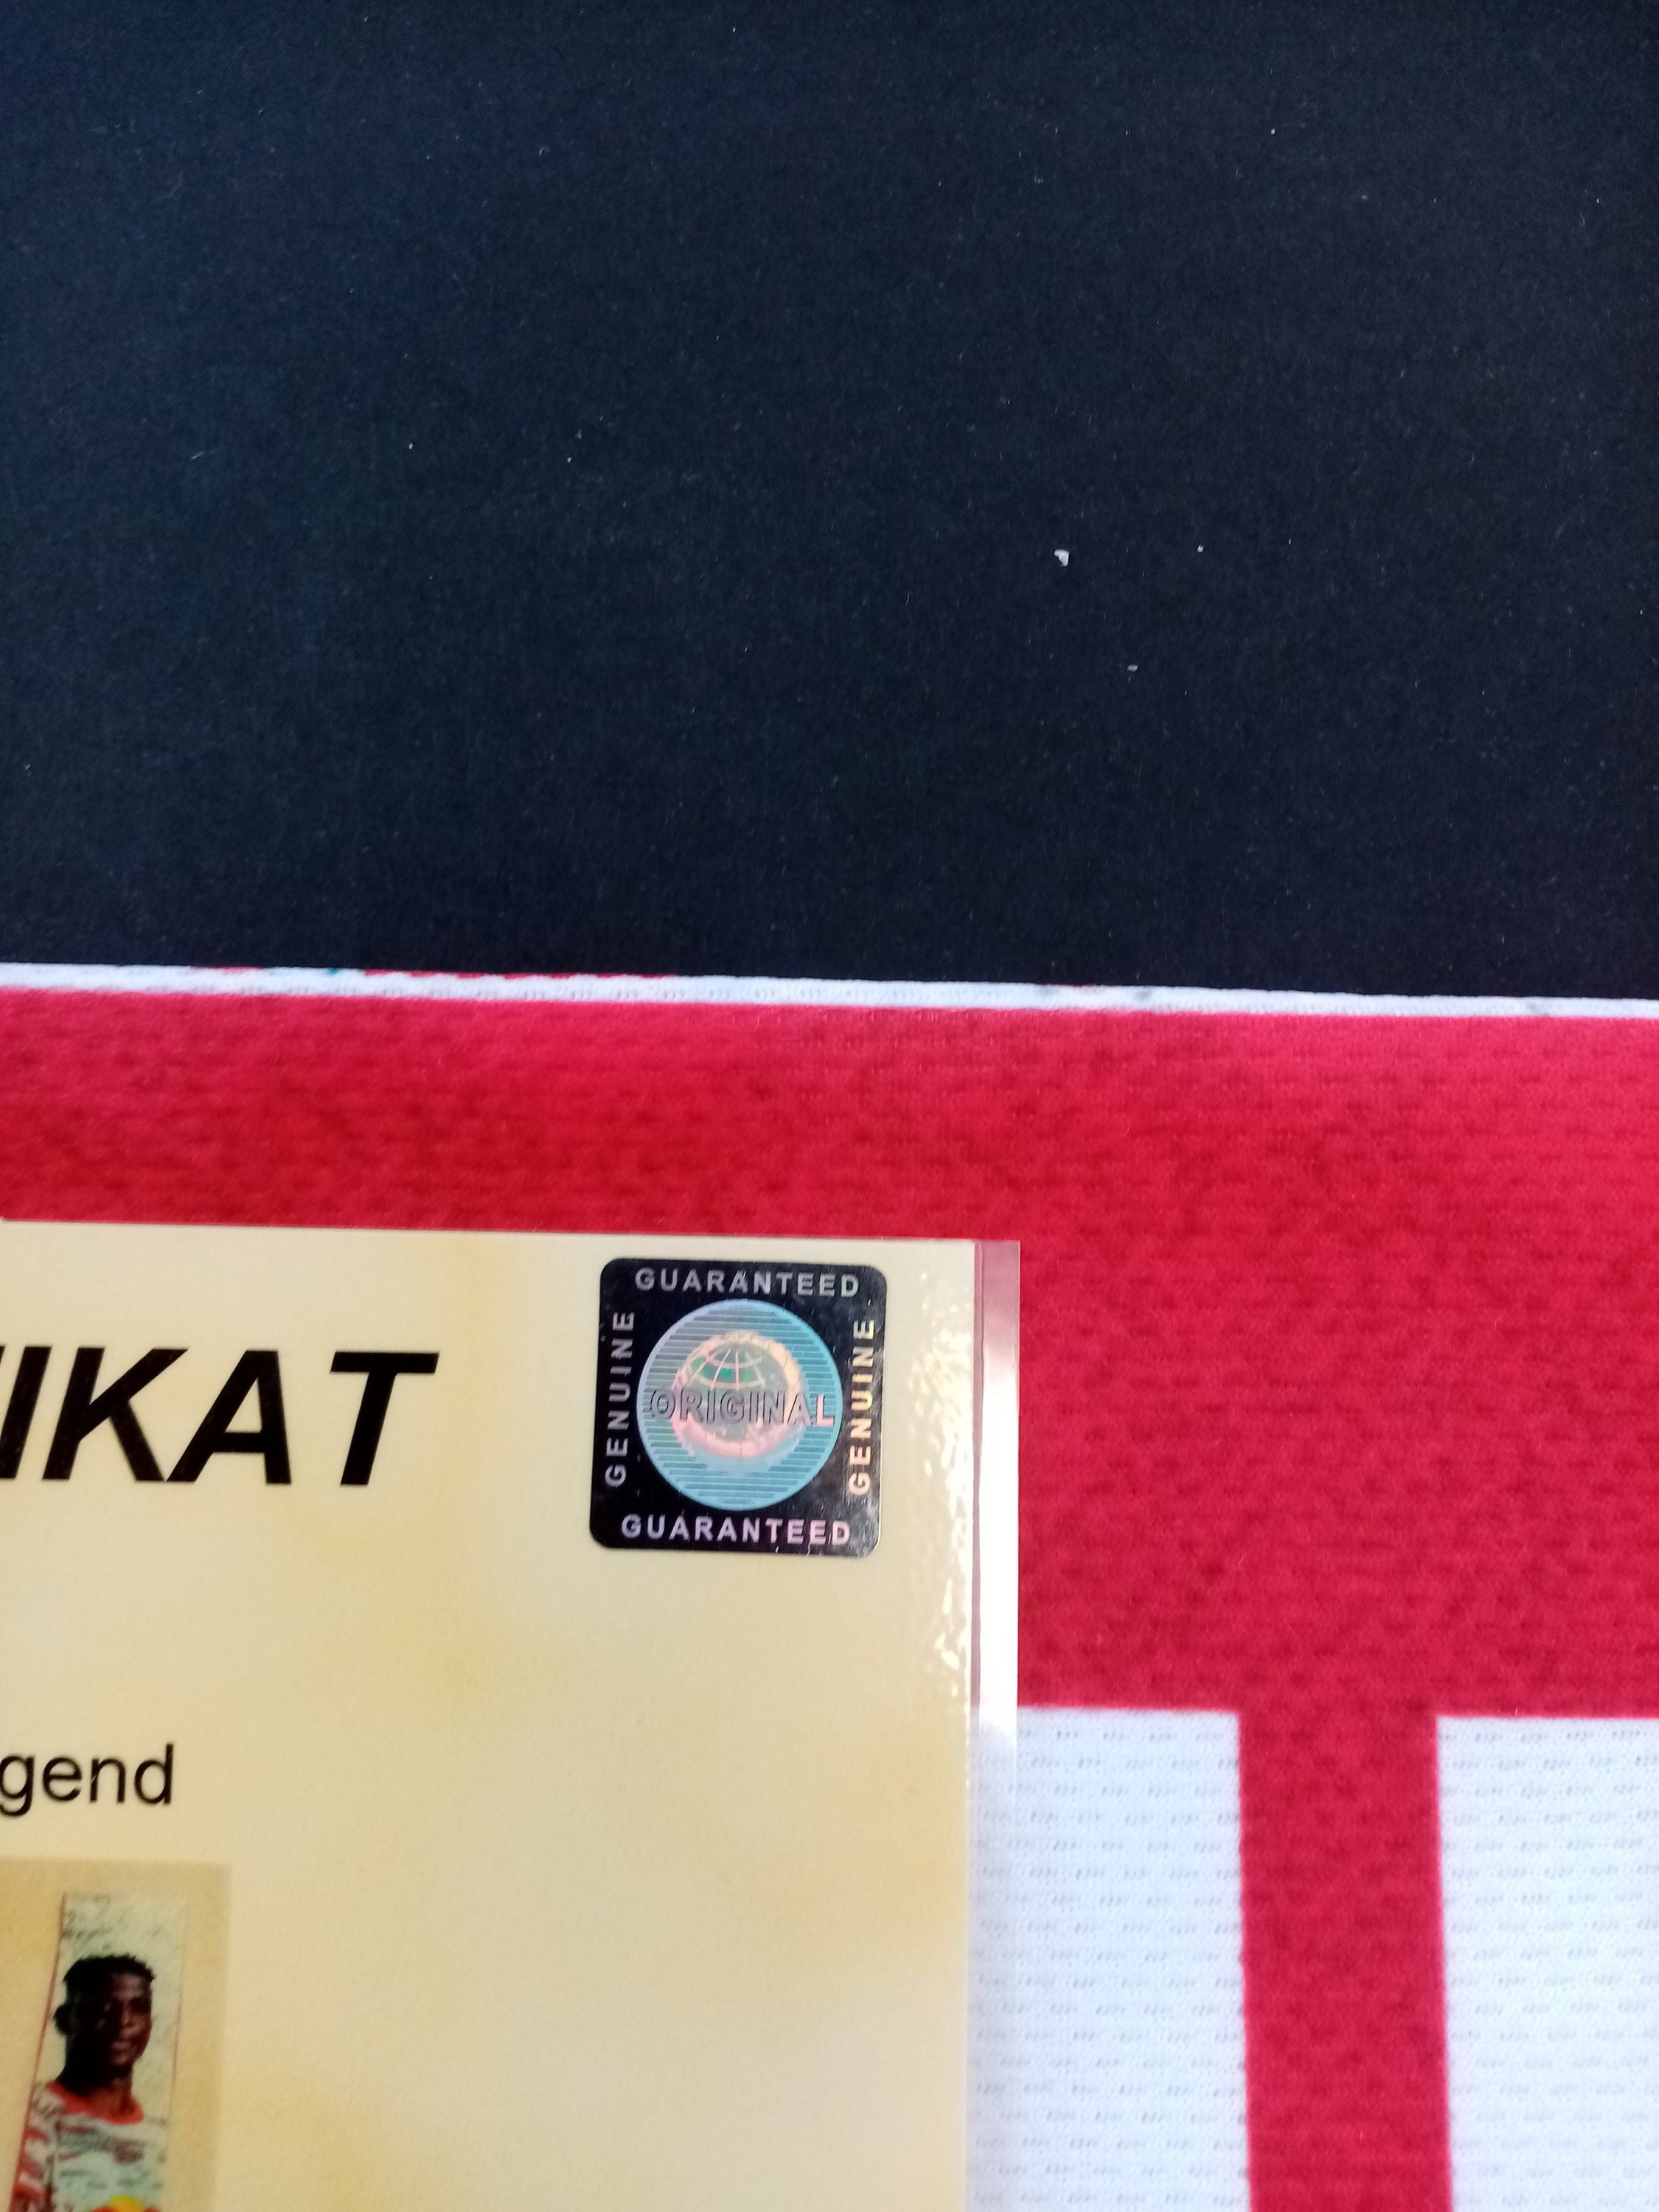 GUARANTEED
GENUINE
ORIGINAL
GENUINE
GUARANTEED
IKAT
gend